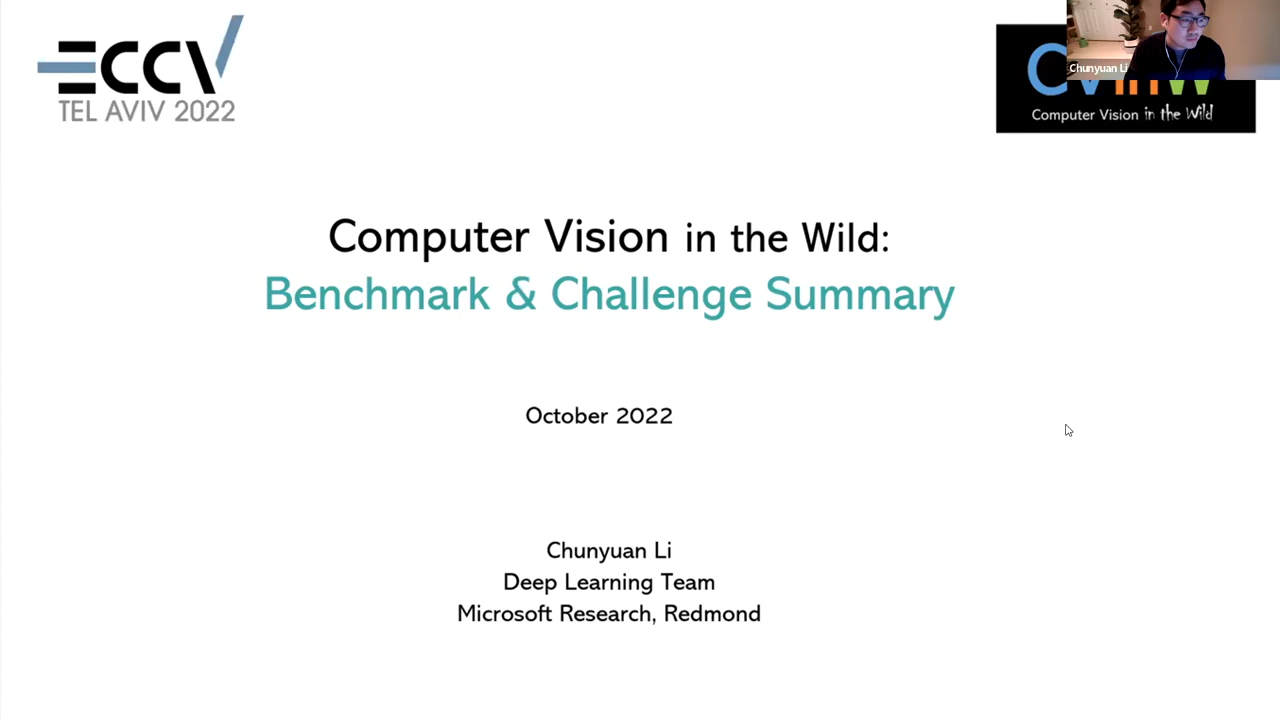 ECCV
TEL AVIV 2022
Chunyuan Li
Computer Vision in the Wild
Computer Vision in the Wild:
Benchmark & Challenge Summary
October 2022
Chunyuan Li
Deep Learning Team
Microsoft Research, Redmond